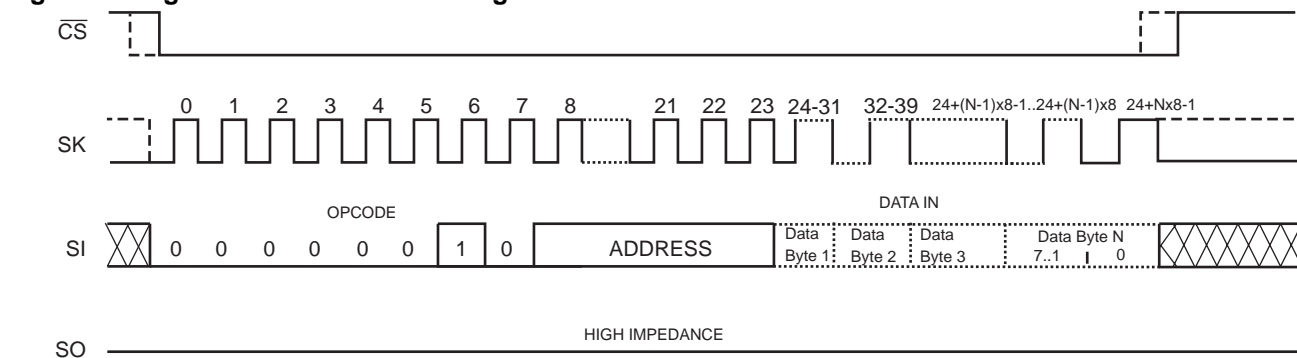 CS
0 1 2 3 4 5 6 7 8 21 22 23 24-31 32-39 24+(N-1)x8-1..24+(N-1)x8 24+Nx8-1
SK
OPCODE DATA IN
SI 0 0 0 0 0 0 1 0 ADDRESS Data Byte 1 Data Byte 2 Data Byte 3 Data Byte N 7..1 0
HIGH IMPEDANCE
SO